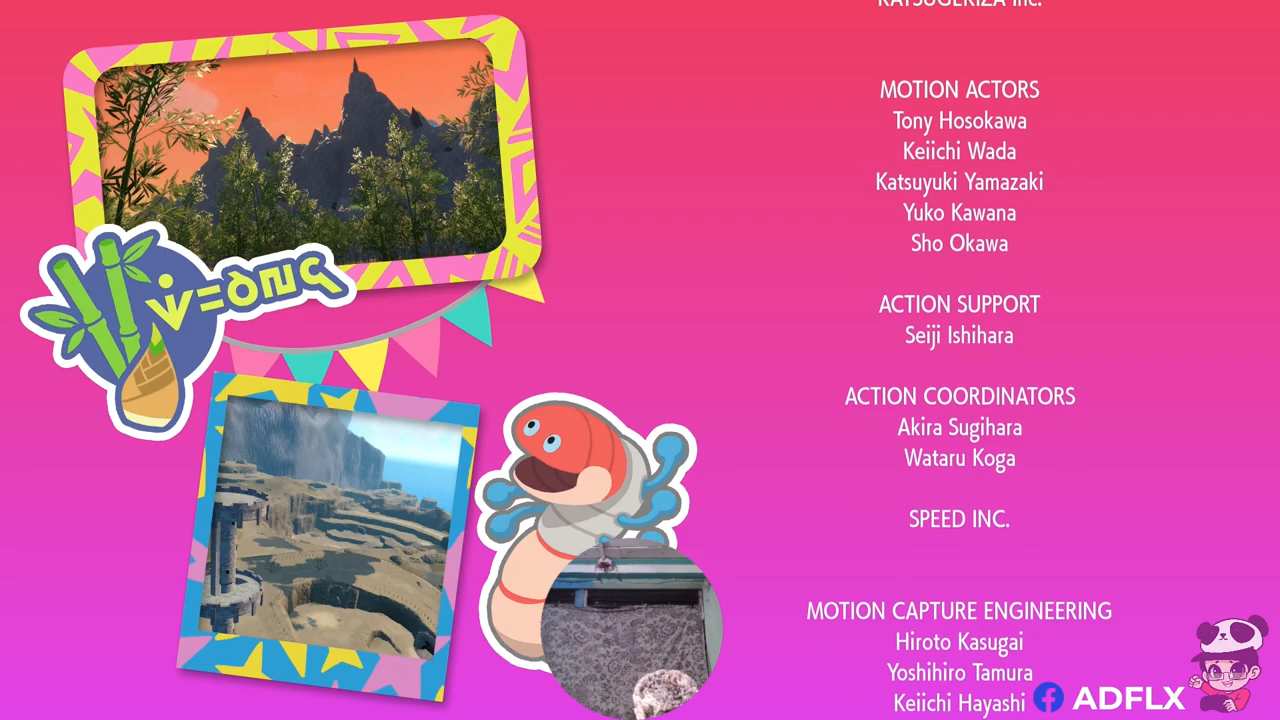 MOTION ACTORS
Tony Hosokawa
Keiichi Wada
Katsuyuki Yamazaki
Yuko Kawana
Sho Okawa
ACTION SUPPORT
Seiji Ishihara
ACTION COORDINATORS
Akira Sugihara
Wataru Koga
SPEED INC.
MOTION CAPTURE ENGINEERING
Hiroto Kasugai
Yoshihiro Tamura
Keiichi Hayashi
ADFLX